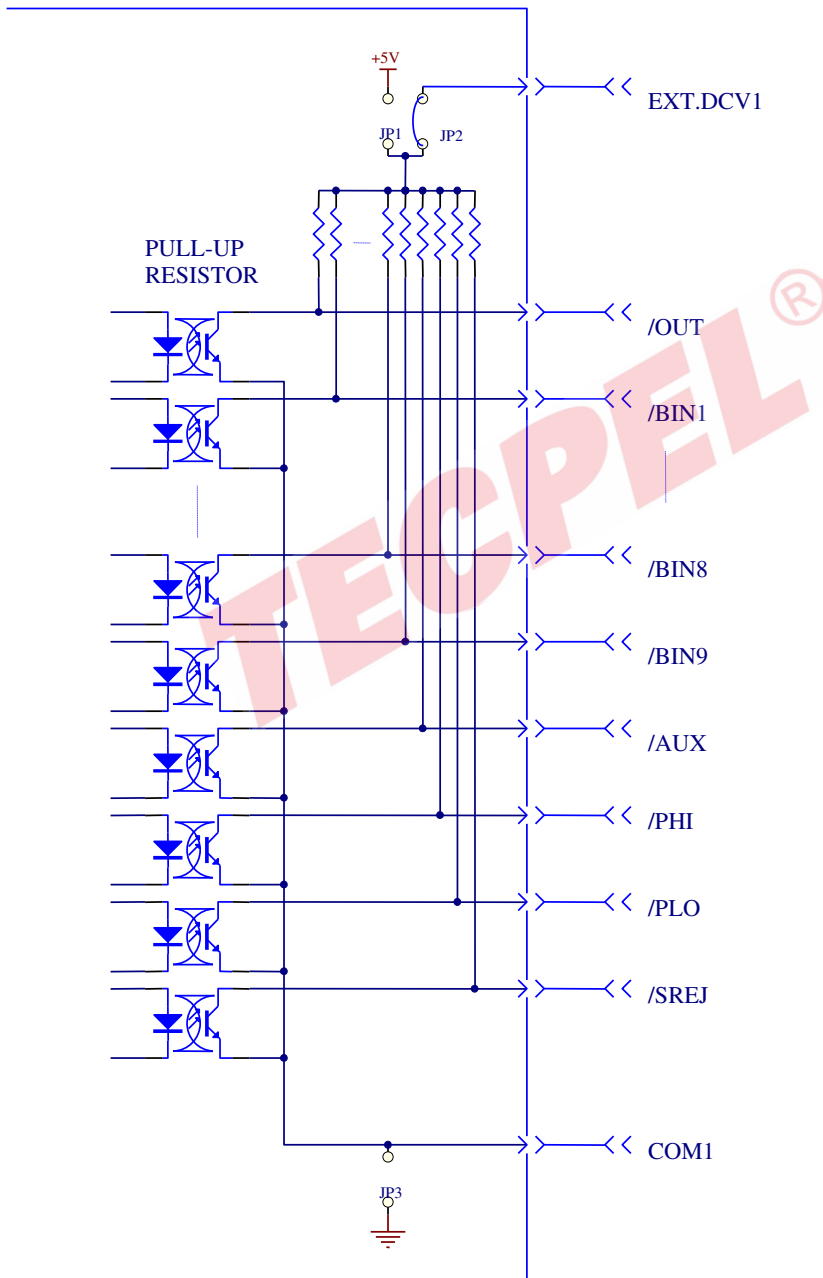 +5V
EXT.DCV1
JP1
JP2
PULL-UP
RESISTOR
/OUT
/BIN1
/BIN8
/BIN9
/AUX
/PHI
/PLO
/SREJ
COM1
JP3
TECPEL®